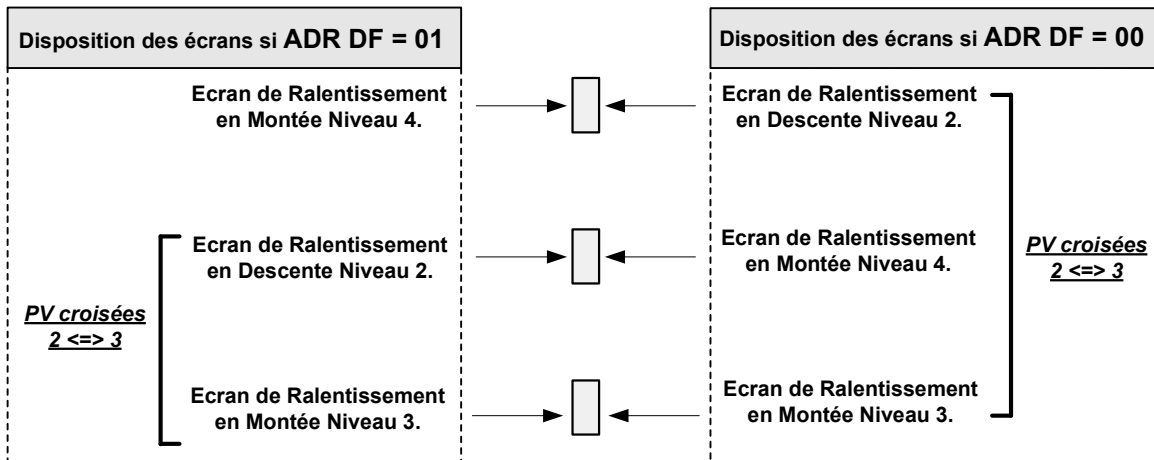 Disposition des écrans si ADR DF = 01
Ecran de Ralentissement
en Montée Niveau 4.
Ecran de Ralentissement
en Descente Niveau 2.
PV croisées
2 <=> 3
Ecran de Ralentissement
en Montée Niveau 3.
Disposition des écrans si ADR DF = 00
Ecran de Ralentissement
en Descente Niveau 2.
Ecran de Ralentissement
en Montée Niveau 4.
PV croisées
2 <=> 3
Ecran de Ralentissement
en Montée Niveau 3.